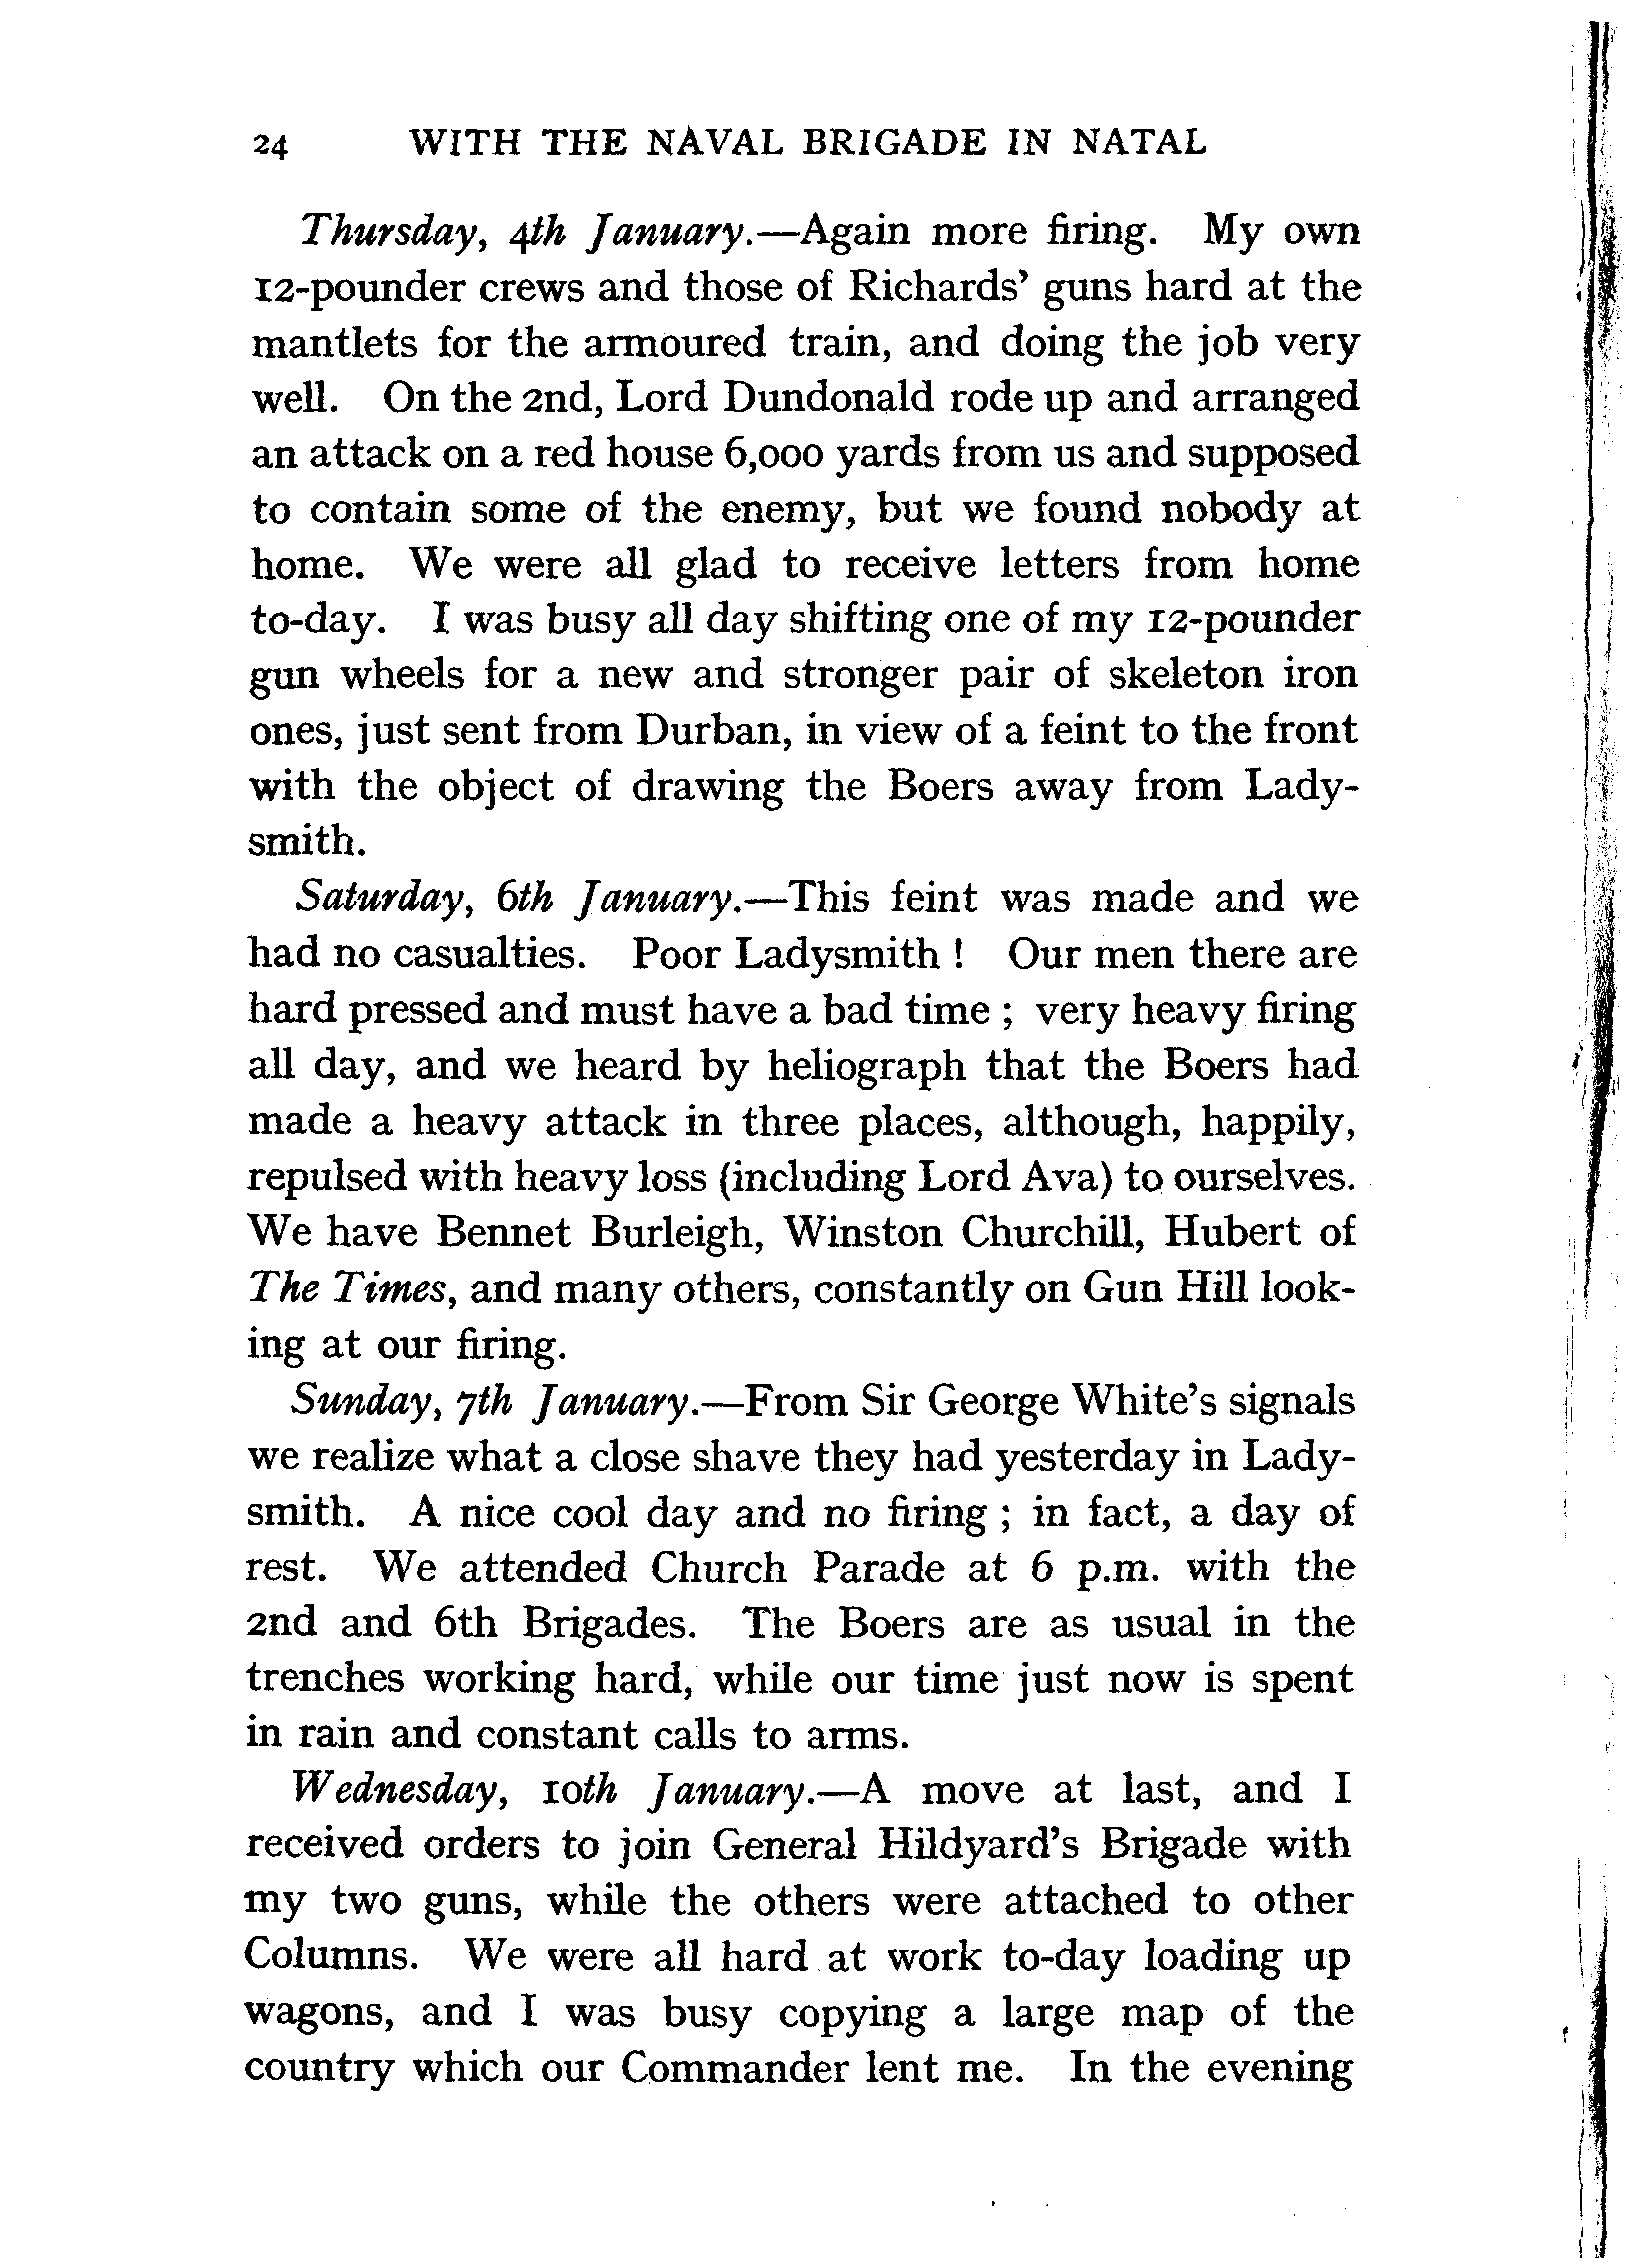 24 WITH THE NAVAL BRIGADE IN NATAL
Thursday, 4th January.—Again more firing. My own
12-pounder crews and those of Richards’ guns hard at the
mantlets for the armoured train, and doing the job very
well. On the 2nd, Lord Dundonald rode up and arranged
an attack on a red house 6,000 yards from us and supposed
to contain some of the enemy, but we found nobody at
home. We were all glad to receive letters from home
to-day. I was busy all day shifting one of my 12-pounder
gun wheels for a new and stronger pair of skeleton iron
ones, just sent from Durban, in view of a feint to the front
with the object of drawing the Boers away from Lady-
smith.
Saturday, 6th January.—This feint was made and we
had no casualties. Poor Ladysmith ! Our men there are
hard pressed and must have a bad time ; very heavy firing
all day, and we heard by heliograph that the Boers had
made a heavy attack in three places, although, happily,
repulsed with heavy loss (including Lord Ava) to ourselves.
We have Bennet Burleigh, Winston Churchill, Hubert of
The Times, and many others, constantly on Gun Hill look-
ing at our firing.
Sunday, 7th January.—From Sir George White’s signals
we realize what a close shave they had yesterday in Lady-
smith. A nice cool day and no firing ; in fact, a day of
rest. We attended Church Parade at 6 p.m. with the
2nd and 6th Brigades. The Boers are as usual in the
trenches working hard, while our time just now is spent
in rain and constant calls to arms.
Wednesday, 10th January.—A move at last, and I
received orders to join General Hildyard’s Brigade with
my two guns, while the others were attached to other
Columns. We were all hard at work to-day loading up
wagons, and I was busy copying a large map of the
country which our Commander lent me. In the evening